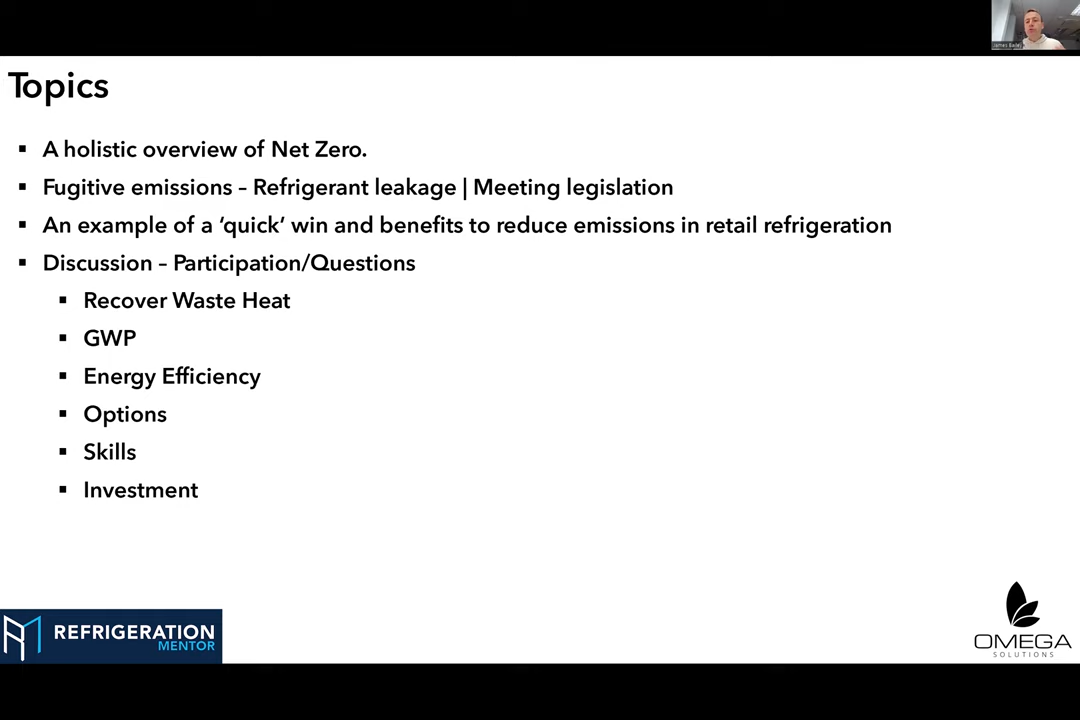 James Bailey
Topics
▪ A holistic overview of Net Zero.
▪ Fugitive emissions – Refrigerant leakage | Meeting legislation
▪ An example of a ‘quick’ win and benefits to reduce emissions in retail refrigeration
▪ Discussion – Participation/Questions
▪ Recover Waste Heat
▪ GWP
▪ Energy Efficiency
▪ Options
▪ Skills
▪ Investment
REFRIGERATION
MENTOR
OMEGA
SOLUTIONS